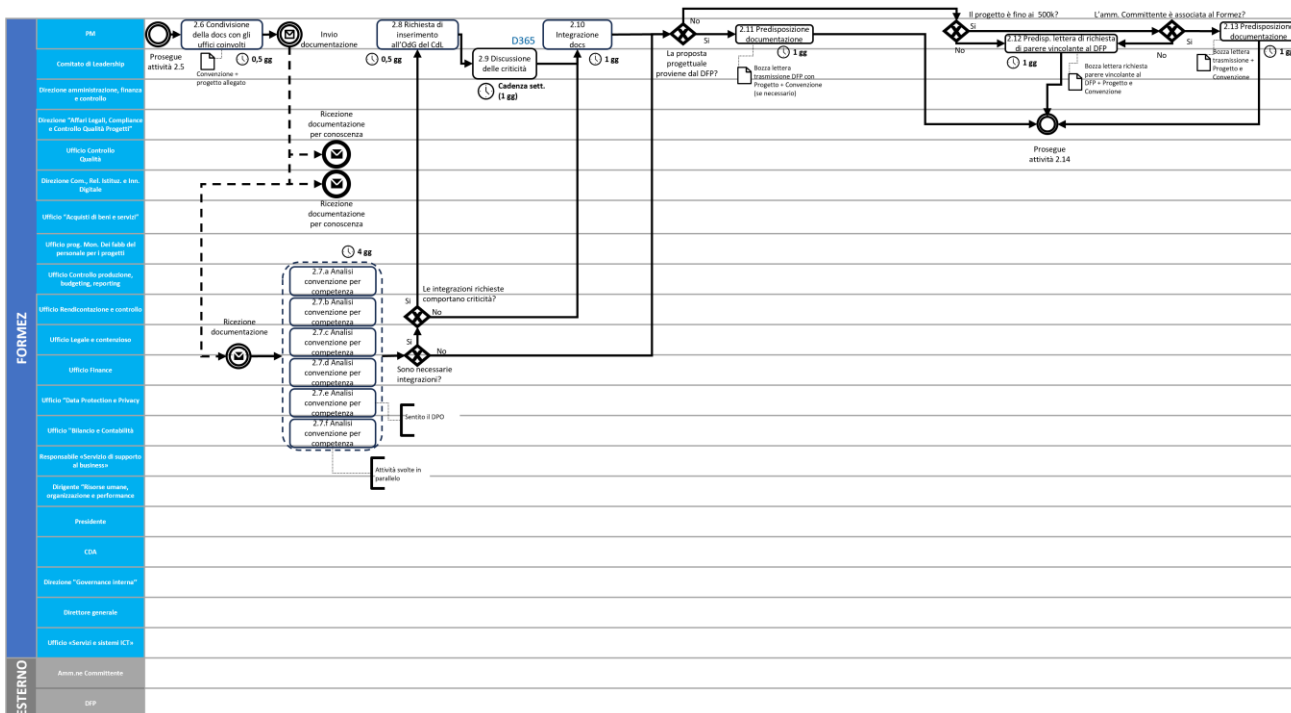 FORMEZ
ESTERNO
PM
Comitato di Leadership
Direzione amministrazione, finanza
e controllo
Direzione "Affari Legali, Compliance
e Controllo Qualità Progetti"
Ufficio Controllo
Qualità
Direzione Com., Rel. Istituz. e Inn.
Digitale
Ufficio "Acquisti di beni e servizi"
Ufficio prog. Mon. Dei fabb del
personale per i progetti
Ufficio Controllo produzione,
budgeting, reporting
Ufficio Rendicontazione e controllo
Ufficio Legale e contenzioso
Ufficio Finance
Ufficio "Data Protection e Privacy
Ufficio "Bilancio e Contabilità
Responsabile «Servizio di supporto
al business»
Dirigente "Risorse umane,
organizzazione e performance
Presidente
CDA
Direzione "Governance interne"
Direttore generale
Ufficio «Servizi e sistemi ICT»
Amm.ne Committente
DFP
Prosegue
attività 2.5
2.6 Condivisione
della docs con gli
uffici coinvolti
0,5 gg
Convenzione +
progetto allegato
Invio
documentazione
Ricezione
documentazione
per conoscenza
Ricezione
documentazione
per conoscenza
Ricezione
documentazione
4 gg
2.7.a Analisi
convenzione per
competenza
2.7.b Analisi
convenzione per
competenza
2.7.c Analisi
convenzione per
competenza
2.7.d Analisi
convenzione per
competenza
2.7.e Analisi
convenzione per
competenza
2.7.f Analisi
convenzione per
competenza
Sentito il DPO
Attività svolte in
parallelo
Sono necessarie
integrazioni?
Si
No
Le integrazioni richieste
comportano criticità?
Si
No
2.8 Richiesta di
inserimento
all'OdG del CdL
0,5 gg
2.9 Discussione
delle criticità
D365
Cadenza sett.
(1 gg)
2.10
Integrazione
docs
1 gg
La proposta
progettuale
proviene dal DFP?
No
Si
2.11 Predisposizione
documentazione
1 gg
Bozza lettera
trasmissione DFP con
Progetto + Convenzione
(se necessario)
Il progetto è fino ai 500k?
Si
No
2.12 Predisp. lettera di richiesta
di parere vincolante al DFP
1 gg
Bozza lettera richiesta
parere vincolante al
DFP + Progetto e
Convenzione
L'amm. Committente è associata al Formez?
Si
No
2.13 Predisposizione
documentazione
1 g
Bozza lettera
trasmissione +
Progetto e
Convenzione
Prosegue
attività 2.14